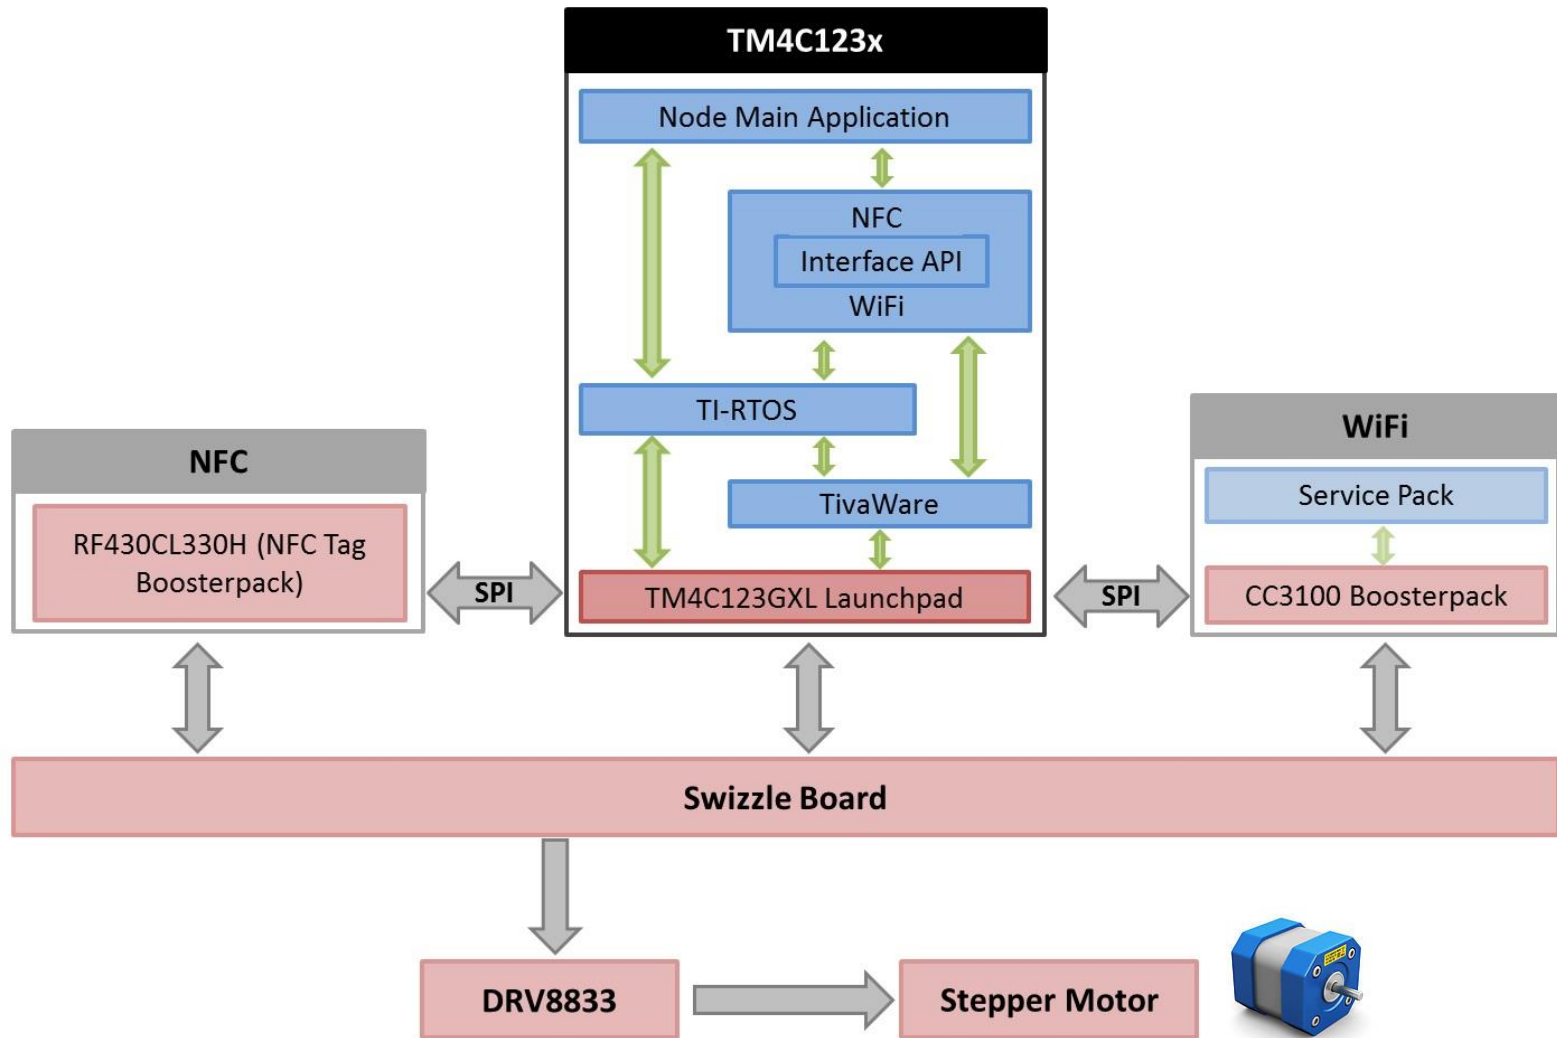 TM4C123x
Node Main Application
NFC
Interface API
WiFi
TI-RTOS
TivaWare
TM4C123GXL Launchpad
NFC
RF430CL330H (NFC Tag
Boosterpack)
SPI
SPI
WiFi
Service Pack
CC3100 Boosterpack
Swizzle Board
DRV8833
Stepper Motor